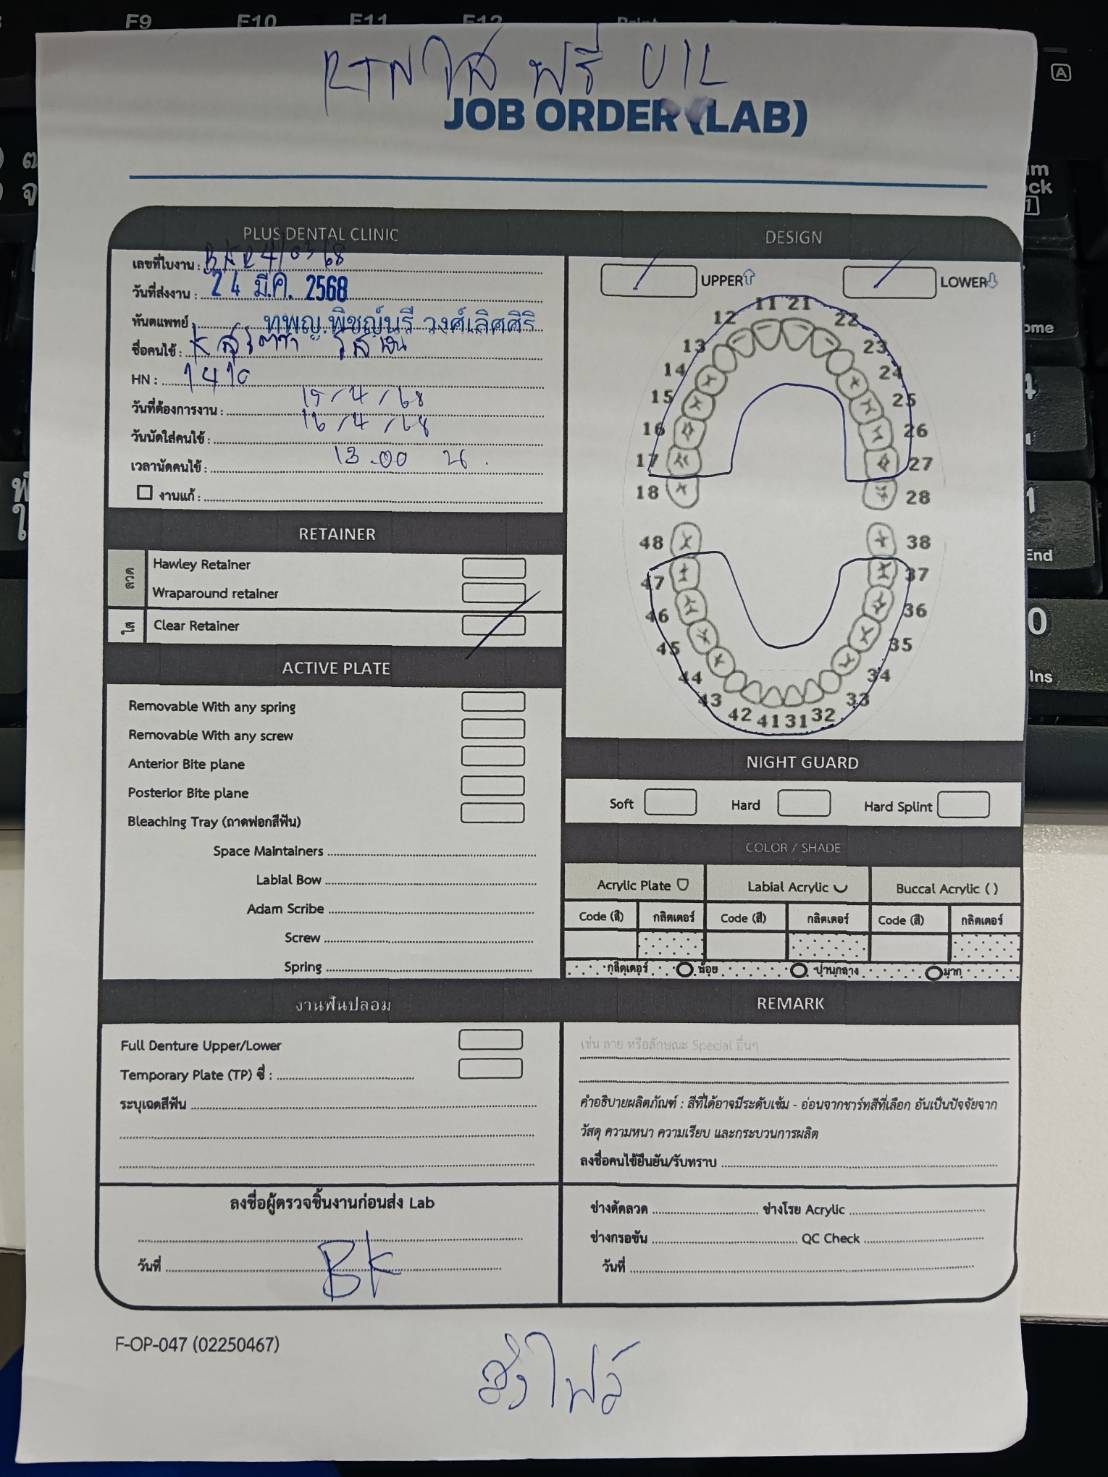 F9 F10 F11 F12
RTNใส ฟรี U/L
JOB ORDER (LAB)
PLUS DENTAL CLINIC
เลขที่ใบงาน :
วันที่ส่งงาน : 24 มี.ค. 2568
ทันตแพทย์ ทพญ.พิชญ์นรี วงศ์เลิศศิริ
ชื่อคนไข้ :
HN : 1410
วันที่ต้องการงาน : 15/4/68
วันนัดใส่คนไข้ : 16/4/68
เวลานัดคนไข้ : 13.00 น.
งานแก้ :
DESIGN
UPPER
LOWER
11 21
12 22
13 23
14 24
15 25
16 26
17 27
18 28
48 38
47 37
46 36
45 35
44 34
43 33
42 41 31 32
RETAINER
ลวด
Hawley Retainer
Wraparound retainer
ใส
Clear Retainer
ACTIVE PLATE
Removable With any spring
Removable With any screw
Anterior Bite plane
Posterior Bite plane
Bleaching Tray (ถาดฟอกสีฟัน)
Space Maintainers
Labial Bow
Adam Scribe
Screw
Spring
NIGHT GUARD
Soft Hard Hard Splint
COLOR / SHADE
Acrylic Plate Labial Acrylic Buccal Acrylic ( )
Code (สี) กลิตเตอร์ Code (สี) กลิตเตอร์ Code (สี) กลิตเตอร์
กลิตเตอร์ น้อย ปานกลาง มาก
งานฟันปลอม
Full Denture Upper/Lower
Temporary Plate (TP) ซี่ :
ระบุเฉดสีฟัน
REMARK
เช่น ลาย หรือลักษณะ Special อื่นๆ
คำอธิบายผลิตภัณฑ์ : สีที่ได้อาจมีระดับเข้ม - อ่อนจากชาร์ทสีที่เลือก อันเป็นปัจจัยจาก
วัสดุ ความหนา ความเรียบ และกระบวนการผลิต
ลงชื่อคนไข้ยืนยัน/รับทราบ
ลงชื่อผู้ตรวจชิ้นงานก่อนส่ง Lab
BK
วันที่
ช่างดัดลวด ช่างโรย Acrylic
ช่างกรอขัน QC Check
วันที่
F-OP-047 (02250467)
ส่งไฟล์